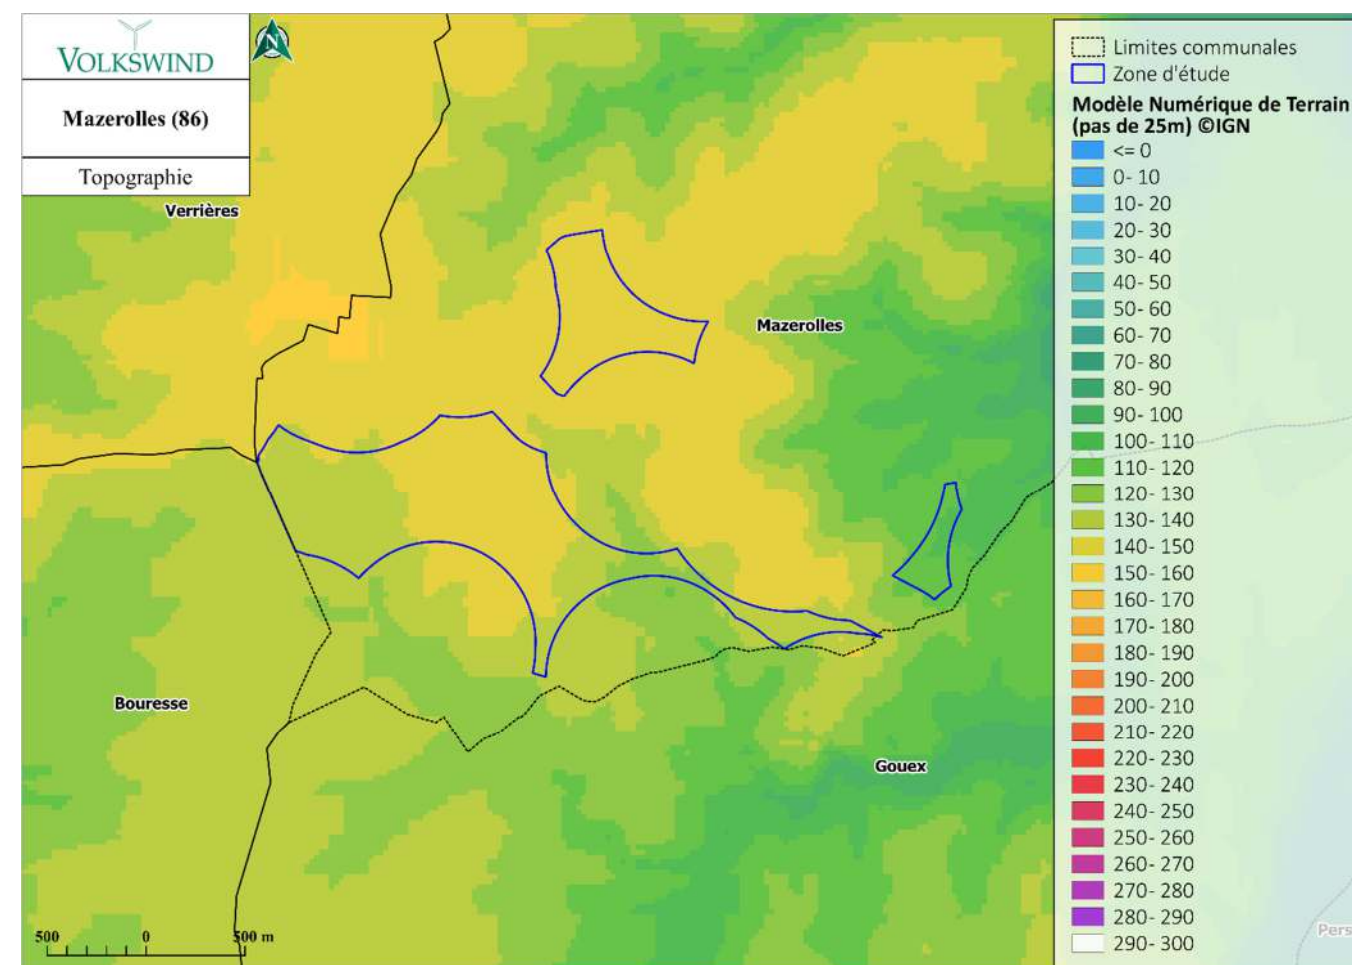 VOLKSWIND
Mazerolles (86)
Topographie
N
Verrières
Mazerolles
Bouresse
Gouex
500 0 500 m
Limites communales
Zone d'étude
Modèle Numérique de Terrain
(pas de 25m) ©IGN
<= 0
0- 10
10- 20
20- 30
30- 40
40- 50
50- 60
60- 70
70- 80
80- 90
90- 100
100- 110
110- 120
120- 130
130- 140
140- 150
150- 160
160- 170
170- 180
180- 190
190- 200
200- 210
210- 220
220- 230
230- 240
240- 250
250- 260
260- 270
270- 280
280- 290
290- 300
Pers